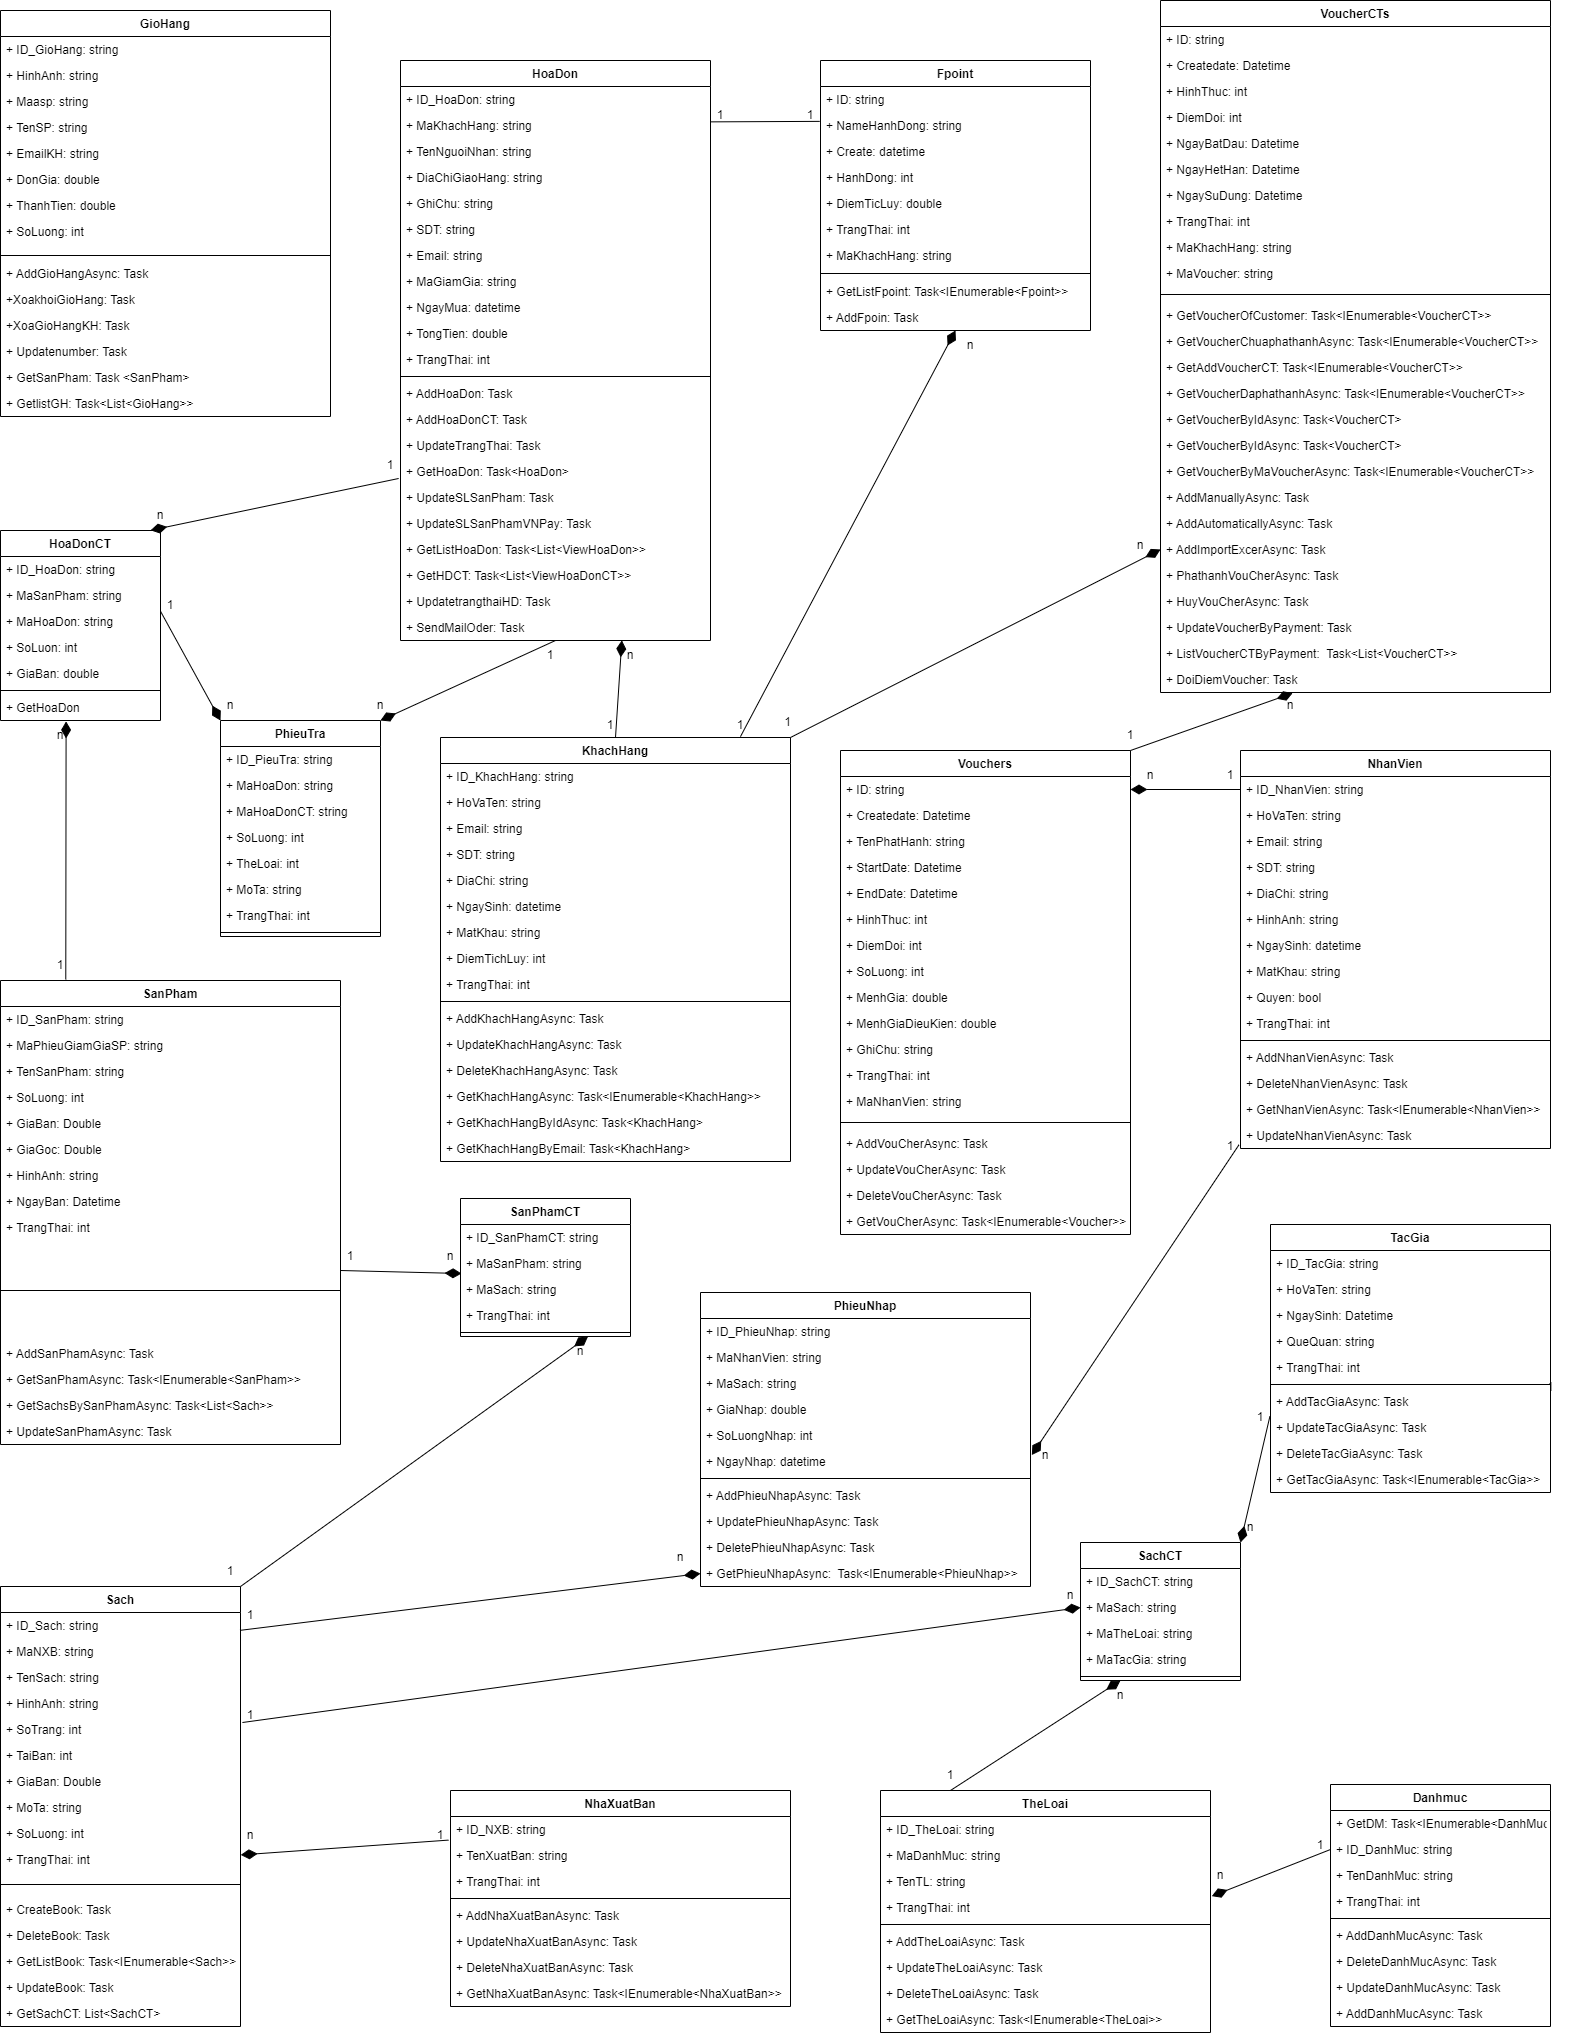 GioHang
+ ID_GioHang: string
+ HinhAnh: string
+ Maasp: string
+ TenSP: string
+ EmailKH: string
+ DonGia: double
+ ThanhTien: double
+ SoLuong: int
+ AddGioHangAsync: Task
+XoakhoiGioHang: Task
+XoaGioHangKH: Task
+ Updatenumber: Task
+ GetSanPham: Task <SanPham>
+ GetlistGH: Task<List<GioHang>>
HoaDon
+ ID_HoaDon: string
+ MaKhachHang: string
+ TenNguoiNhan: string
+ DiaChiGiaoHang: string
+ GhiChu: string
+ SDT: string
+ Email: string
+ MaGiamGia: string
+ NgayMua: datetime
+ TongTien: double
+ TrangThai: int
+ AddHoaDon: Task
+ AddHoaDonCT: Task
+ UpdateTrangThai: Task
+ GetHoaDon: Task<HoaDon>
+ UpdateSLSanPham: Task
+ UpdateSLSanPhamVNPay: Task
+ GetListHoaDon: Task<List<ViewHoaDon>>
+ GetHDCT: Task<List<ViewHoaDonCT>>
+ UpdatetrangthaiHD: Task
+ SendMailOder: Task
1
1
Fpoint
+ ID: string
+ NameHanhDong: string
+ Create: datetime
+ HanhDong: int
+ DiemTicLuy: double
+ TrangThai: int
+ MaKhachHang: string
+ GetListFpoint: Task<IEnumerable<Fpoint>>
+ AddFpoin: Task
n
VoucherCTs
+ ID: string
+ Createdate: Datetime
+ HinhThuc: int
+ DiemDoi: int
+ NgayBatDau: Datetime
+ NgayHetHan: Datetime
+ NgaySuDung: Datetime
+ TrangThai: int
+ MaKhachHang: string
+ MaVoucher: string
+ GetVoucherOfCustomer: Task<IEnumerable<VoucherCT>>
+ GetVoucherChuaphathanhAsync: Task<IEnumerable<VoucherCT>>
+ GetAddVoucherCT: Task<IEnumerable<VoucherCT>>
+ GetVoucherDaphathanhAsync: Task<IEnumerable<VoucherCT>>
+ GetVoucherByIdAsync: Task<VoucherCT>
+ GetVoucherByIdAsync: Task<VoucherCT>
+ GetVoucherByMaVoucherAsync: Task<IEnumerable<VoucherCT>>
+ AddManuallyAsync: Task
+ AddAutomaticallyAsync: Task
+ AddImportExcerAsync: Task
+ PhathanhVouCherAsync: Task
+ HuyVouCherAsync: Task
+ UpdateVoucherByPayment: Task
+ ListVoucherCTByPayment:  Task<List<VoucherCT>>
+ DoiDiemVoucher: Task
n
n
1
n
HoaDonCT
+ ID_HoaDon: string
+ MaSanPham: string
+ MaHoaDon: string
+ SoLuon: int
+ GiaBan: double
+ GetHoaDon
1
n
n
n
1
n
1
1
1
1
PhieuTra
+ ID_PieuTra: string
+ MaHoaDon: string
+ MaHoaDonCT: string
+ SoLuong: int
+ TheLoai: int
+ MoTa: string
+ TrangThai: int
KhachHang
+ ID_KhachHang: string
+ HoVaTen: string
+ Email: string
+ SDT: string
+ DiaChi: string
+ NgaySinh: datetime
+ MatKhau: string
+ DiemTichLuy: int
+ TrangThai: int
+ AddKhachHangAsync: Task
+ UpdateKhachHangAsync: Task
+ DeleteKhachHangAsync: Task
+ GetKhachHangAsync: Task<IEnumerable<KhachHang>>
+ GetKhachHangByIdAsync: Task<KhachHang>
+ GetKhachHangByEmail: Task<KhachHang>
Vouchers
+ ID: string
+ Createdate: Datetime
+ TenPhatHanh: string
+ StartDate: Datetime
+ EndDate: Datetime
+ HinhThuc: int
+ DiemDoi: int
+ SoLuong: int
+ MenhGia: double
+ MenhGiaDieuKien: double
+ GhiChu: string
+ TrangThai: int
+ MaNhanVien: string
+ AddVouCherAsync: Task
+ UpdateVouCherAsync: Task
+ DeleteVouCherAsync: Task
+ GetVouCherAsync: Task<IEnumerable<Voucher>>
n
1
NhanVien
+ ID_NhanVien: string
+ HoVaTen: string
+ Email: string
+ SDT: string
+ DiaChi: string
+ HinhAnh: string
+ NgaySinh: datetime
+ MatKhau: string
+ Quyen: bool
+ TrangThai: int
+ AddNhanVienAsync: Task
+ DeleteNhanVienAsync: Task
+ GetNhanVienAsync: Task<IEnumerable<NhanVien>>
+ UpdateNhanVienAsync: Task
1
1
SanPham
+ ID_SanPham: string
+ MaPhieuGiamGiaSP: string
+ TenSanPham: string
+ SoLuong: int
+ GiaBan: Double
+ GiaGoc: Double
+ HinhAnh: string
+ NgayBan: Datetime
+ TrangThai: int
+ AddSanPhamAsync: Task
+ GetSanPhamAsync: Task<IEnumerable<SanPham>>
+ GetSachsBySanPhamAsync: Task<List<Sach>>
+ UpdateSanPhamAsync: Task
1
n
SanPhamCT
+ ID_SanPhamCT: string
+ MaSanPham: string
+ MaSach: string
+ TrangThai: int
n
PhieuNhap
+ ID_PhieuNhap: string
+ MaNhanVien: string
+ MaSach: string
+ GiaNhap: double
+ SoLuongNhap: int
+ NgayNhap: datetime
+ AddPhieuNhapAsync: Task
+ UpdatePhieuNhapAsync: Task
+ DeletePhieuNhapAsync: Task
+ GetPhieuNhapAsync:  Task<IEnumerable<PhieuNhap>>
n
n
TacGia
+ ID_TacGia: string
+ HoVaTen: string
+ NgaySinh: Datetime
+ QueQuan: string
+ TrangThai: int
+ AddTacGiaAsync: Task
+ UpdateTacGiaAsync: Task
+ DeleteTacGiaAsync: Task
+ GetTacGiaAsync: Task<IEnumerable<TacGia>>
1
1
n
SachCT
+ ID_SachCT: string
+ MaSach: string
+ MaTheLoai: string
+ MaTacGia: string
n
n
1
Sach
+ ID_Sach: string
+ MaNXB: string
+ TenSach: string
+ HinhAnh: string
+ SoTrang: int
+ TaiBan: int
+ GiaBan: Double
+ MoTa: string
+ SoLuong: int
+ TrangThai: int
+ CreateBook: Task
+ DeleteBook: Task
+ GetListBook: Task<IEnumerable<Sach>>
+ UpdateBook: Task
+ GetSachCT: List<SachCT>
1
1
n
1
NhaXuatBan
+ ID_NXB: string
+ TenXuatBan: string
+ TrangThai: int
+ AddNhaXuatBanAsync: Task
+ UpdateNhaXuatBanAsync: Task
+ DeleteNhaXuatBanAsync: Task
+ GetNhaXuatBanAsync: Task<IEnumerable<NhaXuatBan>>
1
TheLoai
+ ID_TheLoai: string
+ MaDanhMuc: string
+ TenTL: string
+ TrangThai: int
+ AddTheLoaiAsync: Task
+ UpdateTheLoaiAsync: Task
+ DeleteTheLoaiAsync: Task
+ GetTheLoaiAsync: Task<IEnumerable<TheLoai>>
n
1
Danhmuc
+ GetDM: Task<IEnumerable<DanhMuc
+ ID_DanhMuc: string
+ TenDanhMuc: string
+ TrangThai: int
+ AddDanhMucAsync: Task
+ DeleteDanhMucAsync: Task
+ UpdateDanhMucAsync: Task
+ AddDanhMucAsync: Task